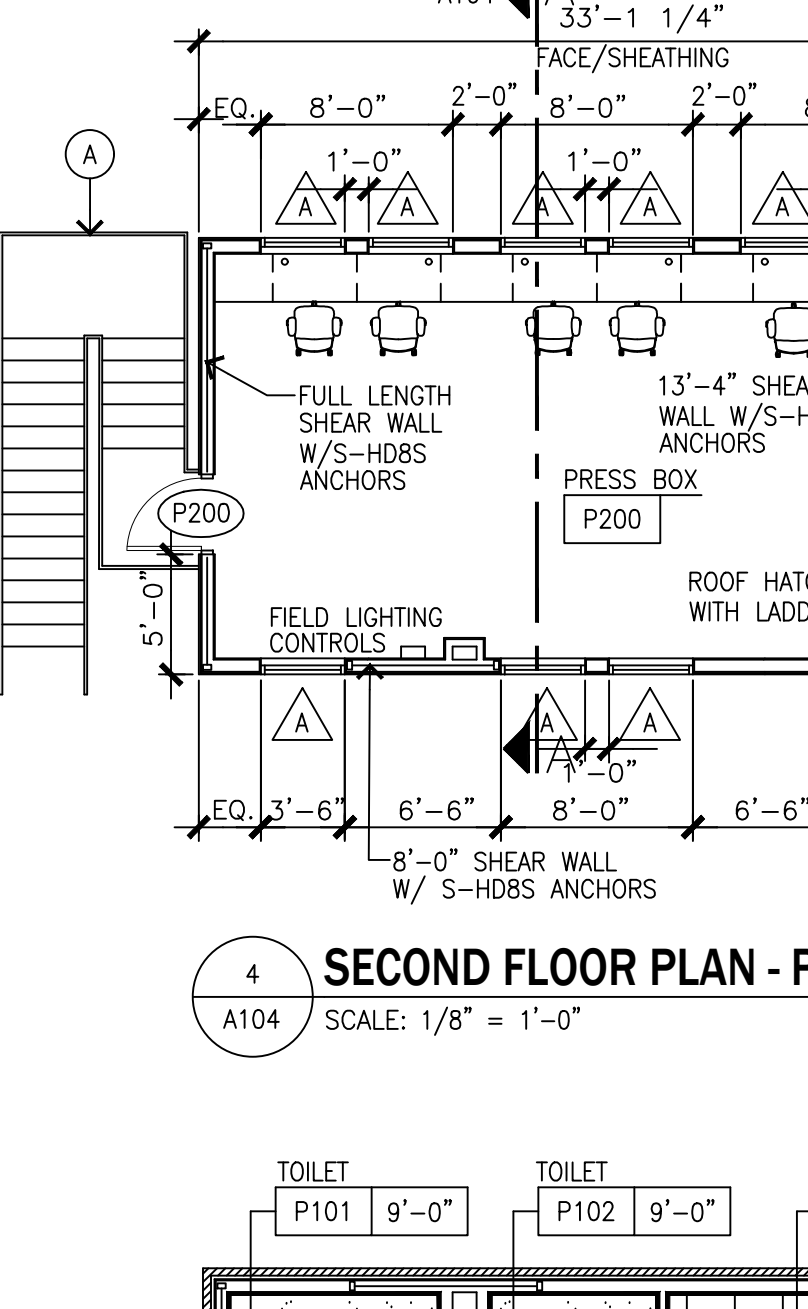 33’-1 1/4”
FACE/SHEATHING
EQ. 8’-0” 2’-0” 8’-0” 2’-0”
A
1’-0” 1’-0”
A A A A A
FULL LENGTH
SHEAR WALL
W/S-HD8S
ANCHORS
13’-4”
WALL
ANCHORS
PRESS BOX
P200
P200
ROOF
WITH
5’-0”
FIELD LIGHTING
CONTROLS
A A A
A
1’-0”
EQ. 3’-6” 6’-6” 8’-0” 6’-6”
8’-0” SHEAR WALL
W/ S-HD8S ANCHORS
4
A104
SECOND FLOOR PLAN -
SCALE: 1/8” = 1’-0”
TOILET TOILET
P101 9’-0” P102 9’-0”